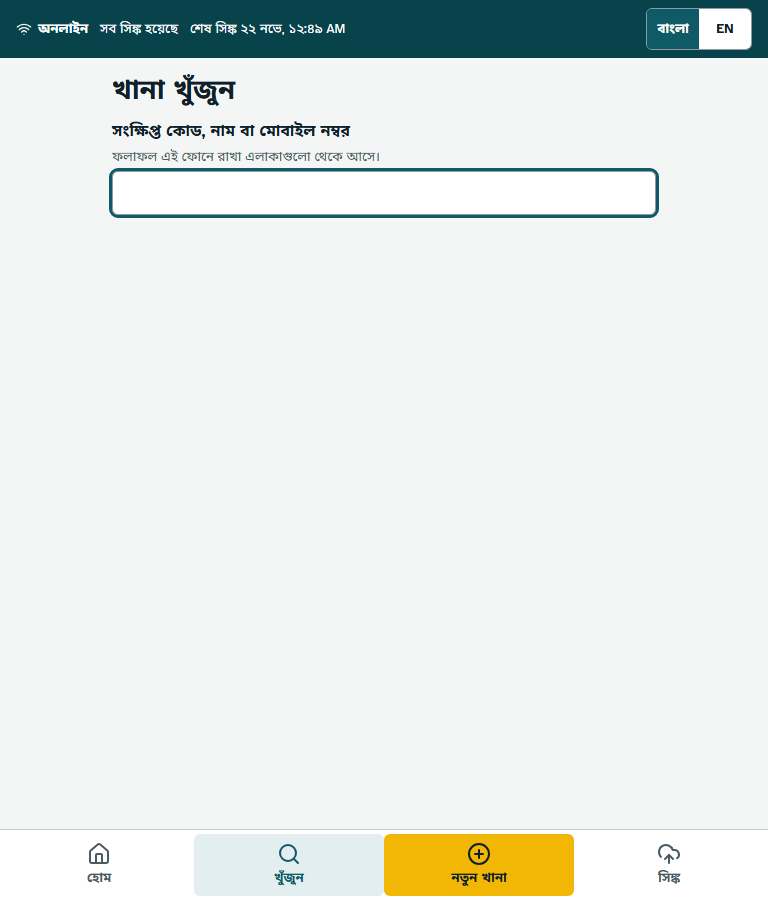 অনলাইন সব সিঙ্ক হয়েছে শেষ সিঙ্ক ২২ নভে, ১২:৪৯ AM বাংলা EN
খানা খুঁজুন
সংক্ষিপ্ত কোড, নাম বা মোবাইল নম্বর
ফলাফল এই ফোনে রাখা এলাকাগুলো থেকে আসে।
হোম খুঁজুন নতুন খানা সিঙ্ক